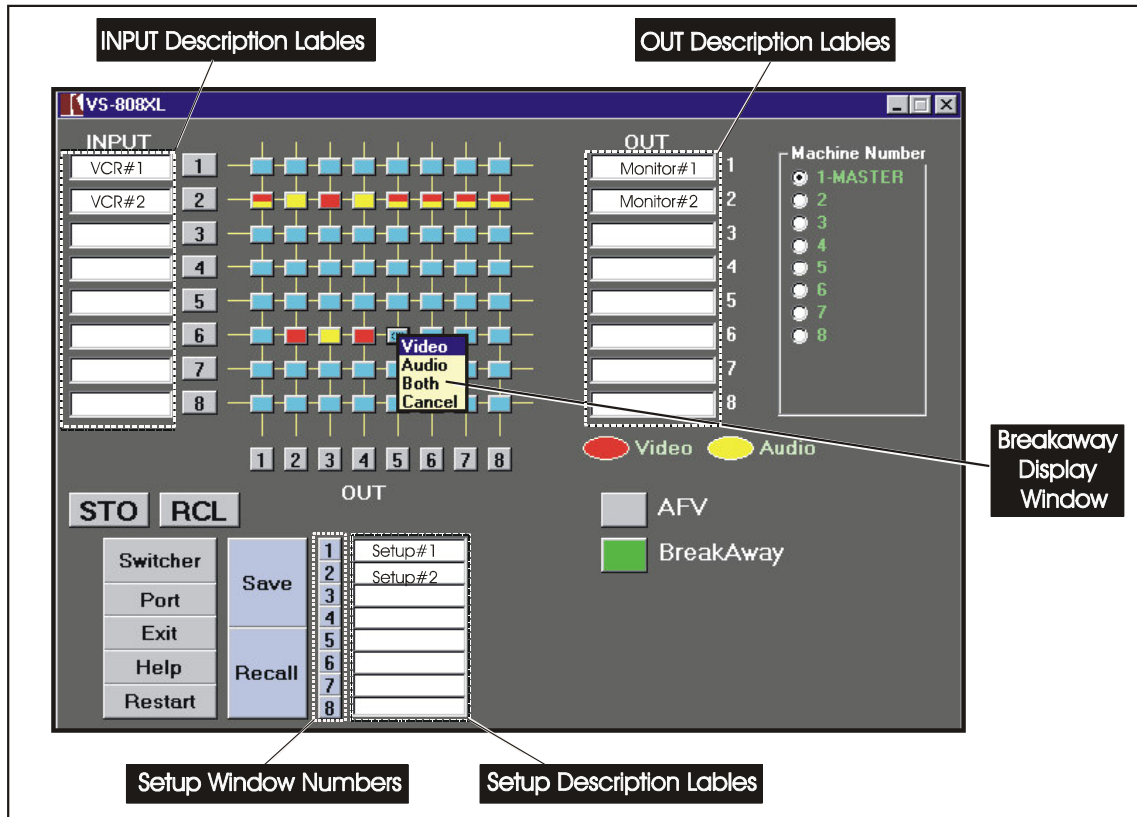 INPUT Description Lables
OUT Description Lables
VS-808XL
INPUT
OUT
VCR#1
1
VCR#2
2
3
4
5
6
7
8
Video
Audio
Both
Cancel
1 2 3 4 5 6 7 8
OUT
Monitor#1 1
Monitor#2 2
3
4
5
6
7
8
Machine Number
1-MASTER
2
3
4
5
6
7
8
Video Audio
Breakaway
Display
Window
STO RCL
AFV
BreakAway
Switcher
Port
Exit
Help
Restart
Save
Recall
1 Setup#1
2 Setup#2
3
4
5
6
7
8
Setup Window Numbers
Setup Description Lables